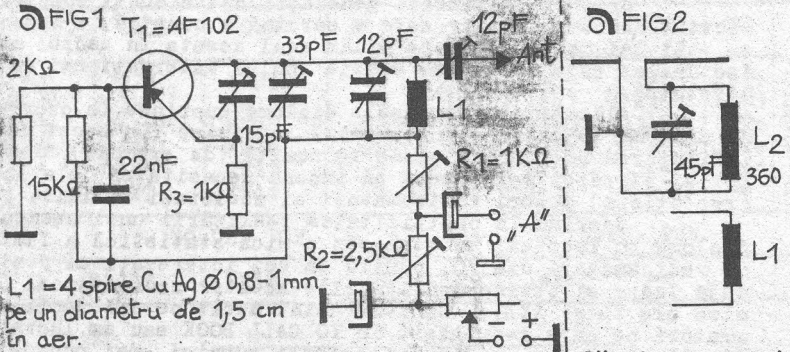 FIG1
T1=AF102
33pF
12pF
12pF
Ant
2KΩ
L1
15pF
R1=1KΩ
22nF
15KΩ
R3=1KΩ
"A"
R2=2,5KΩ
- +
L1 = 4 spire CuAg Ø 0,8-1mm
pe un diametru de 1,5 cm
în aer.
FIG2
L2
45pF
360
L1